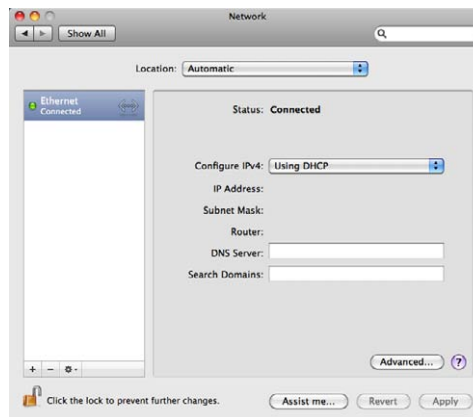 Network
Show All
Location: Automatic
Ethernet
Connected
Status: Connected
Configure IPv4: Using DHCP
IP Address:
Subnet Mask:
Router:
DNS Server:
Search Domains:
Advanced... ?
+ −
Click the lock to prevent further changes.
Assist me... Revert Apply